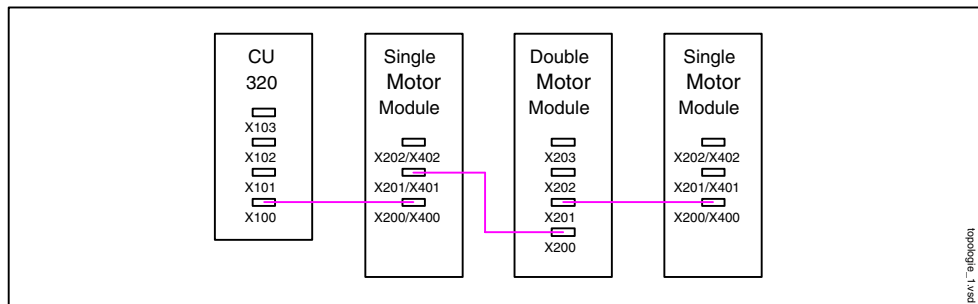 CU
320
X103
X102
X101
X100
Single
Motor
Module
X202/X402
X201/X401
X200/X400
Double
Motor
Module
X203
X202
X201
X200
Single
Motor
Module
X202/X402
X201/X401
X200/X400
topologie_1.vsd